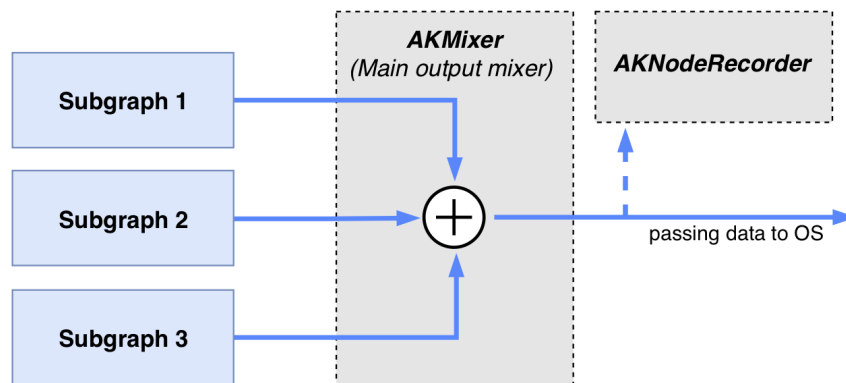 AKMixer
(Main output mixer)
AKNodeRecorder
Subgraph 1
Subgraph 2
passing data to OS
Subgraph 3